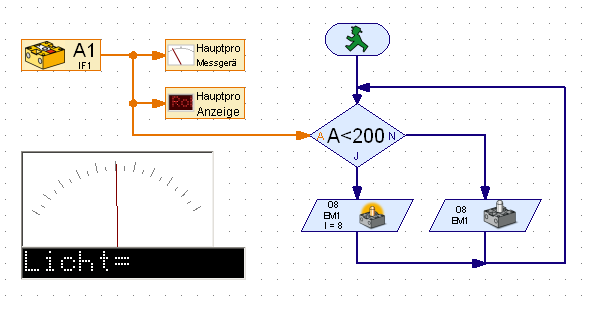 A1
IF1
Hauptpro
Messgerä
Hauptpro
Anzeige
A
A<200
N
J
O8
EM1
I = 8
O8
EM1
Licht=